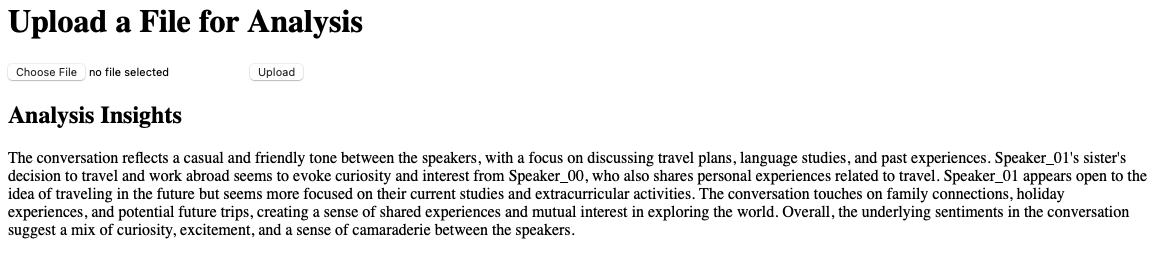 Upload a File for Analysis
Choose File no file selected Upload
Analysis Insights
The conversation reflects a casual and friendly tone between the speakers, with a focus on discussing travel plans, language studies, and past experiences. Speaker_01's sister's
decision to travel and work abroad seems to evoke curiosity and interest from Speaker_00, who also shares personal experiences related to travel. Speaker_01 appears open to the
idea of traveling in the future but seems more focused on their current studies and extracurricular activities. The conversation touches on family connections, holiday
experiences, and potential future trips, creating a sense of shared experiences and mutual interest in exploring the world. Overall, the underlying sentiments in the conversation
suggest a mix of curiosity, excitement, and a sense of camaraderie between the speakers.